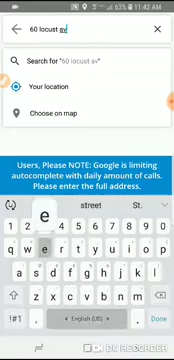 53% 11:42 AM
60 locust av
Search for "60 locust av"
Your location
Choose on map
Users, Please NOTE: Google is limiting
autocomplete with daily amount of calls.
Please enter the full address.
e street St.
1 2 4 5 6 7 8 9 0
q w e r t y u i o p
a s d f g h j k l
z x c v b n m
!#1 , English (US) . Done
DU RECORDER